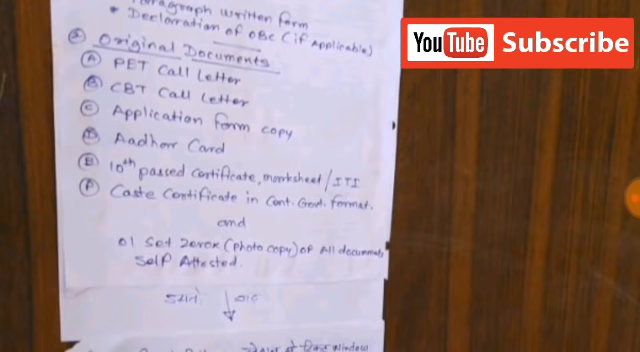 Paragraph written form
* Declaration of OBC (if Applicable)
③ Original Documents
Ⓐ PET Call Letter
Ⓑ CBT Call Letter
Ⓒ Application form copy
Ⓓ Aadhar Card
Ⓔ 10th passed certificate, marksheet / ITI
Ⓕ Caste Certificate in Cent. Govt. format.
and
01 Set Zerox (Photo copy) of All documents
Self Attested.
window
YouTube Subscribe